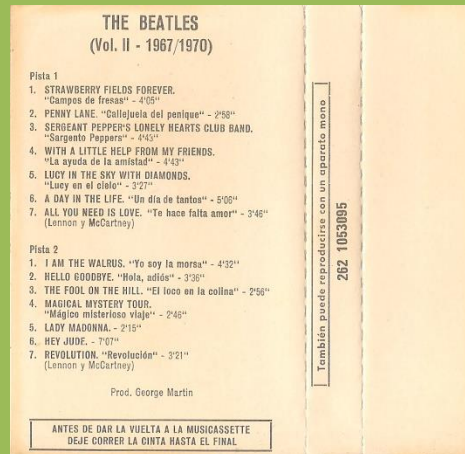 THE BEATLES
(Vol. II - 1967/1970)
Pista 1
1. STRAWBERRY FIELDS FOREVER.
"Campos de fresas" - 4'05"
2. PENNY LANE. "Callejuela del penique" - 2'58"
3. SERGEANT PEPPER'S LONELY HEARTS CLUB BAND.
"Sargento Peppers" - 4'43"
4. WITH A LITTLE HELP FROM MY FRIENDS.
"La ayuda de la amistad" - 4'43"
5. LUCY IN THE SKY WITH DIAMONDS.
"Lucy en el cielo" - 3'27"
6. A DAY IN THE LIFE. "Un día de tantos" - 5'06"
7. ALL YOU NEED IS LOVE. "Te hace falta amor" - 3'46"
(Lennon y McCartney)
Pista 2
1. I AM THE WALRUS. "Yo soy la morsa" - 4'32"
2. HELLO GOODBYE. "Hola, adiós" - 3'36"
3. THE FOOL ON THE HILL. "El loco en la colina" - 2'56"
4. MAGICAL MYSTERY TOUR.
"Mágico misterioso viaje" - 2'46"
5. LADY MADONNA. - 2'15"
6. HEY JUDE. - 7'07"
7. REVOLUTION. "Revolución" - 3'21"
(Lennon y McCartney)
Prod. George Martin
ANTES DE DAR LA VUELTA A LA MUSICASSETTE
DEJE CORRER LA CINTA HASTA EL FINAL
También puede reproducirse con un aparato mono
262 1053095